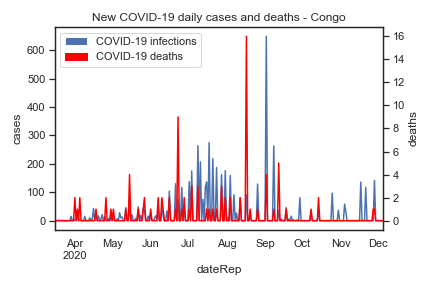 New COVID-19 daily cases and deaths - Congo
COVID-19 infections
COVID-19 deaths
600
500
400
300
200
100
0
cases
16
14
12
10
8
6
4
2
0
deaths
Apr May Jun Jul Aug Sep Oct Nov Dec
2020
dateRep